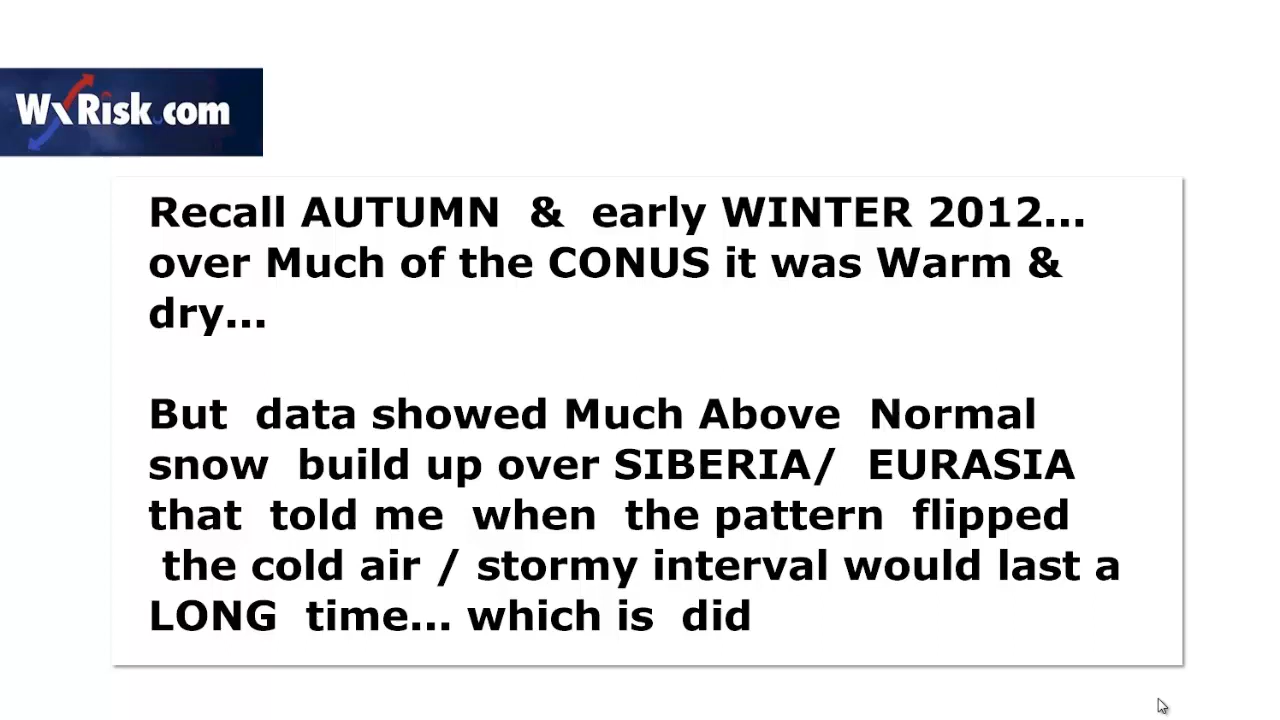 WxRisk.com
Recall AUTUMN & early WINTER 2012...
over Much of the CONUS it was Warm &
dry...
But data showed Much Above Normal
snow build up over SIBERIA/ EURASIA
that told me when the pattern flipped
the cold air / stormy interval would last a
LONG time... which is did